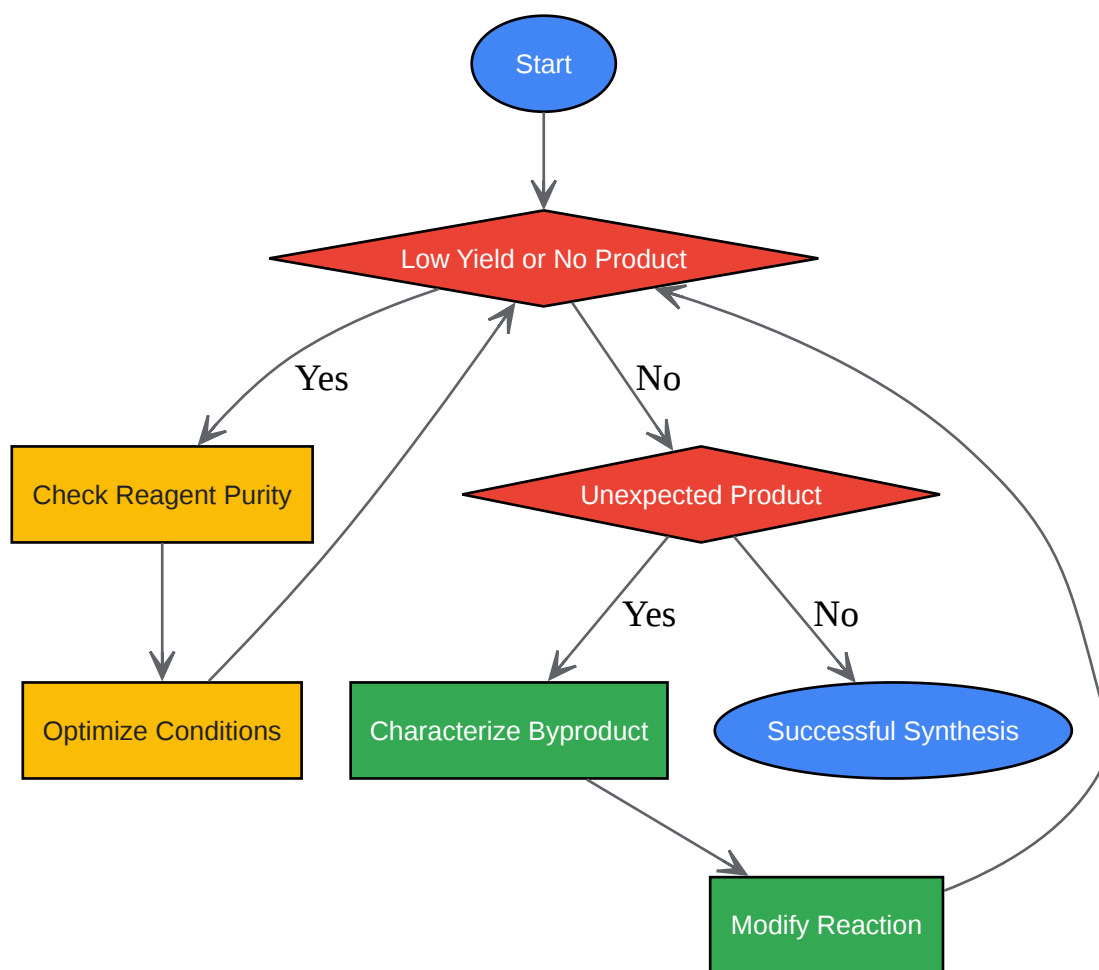 Start
Low Yield or No Product
Yes
No
Check Reagent Purity
Unexpected Product
Yes
No
Optimize Conditions
Characterize Byproduct
Successful Synthesis
Modify Reaction